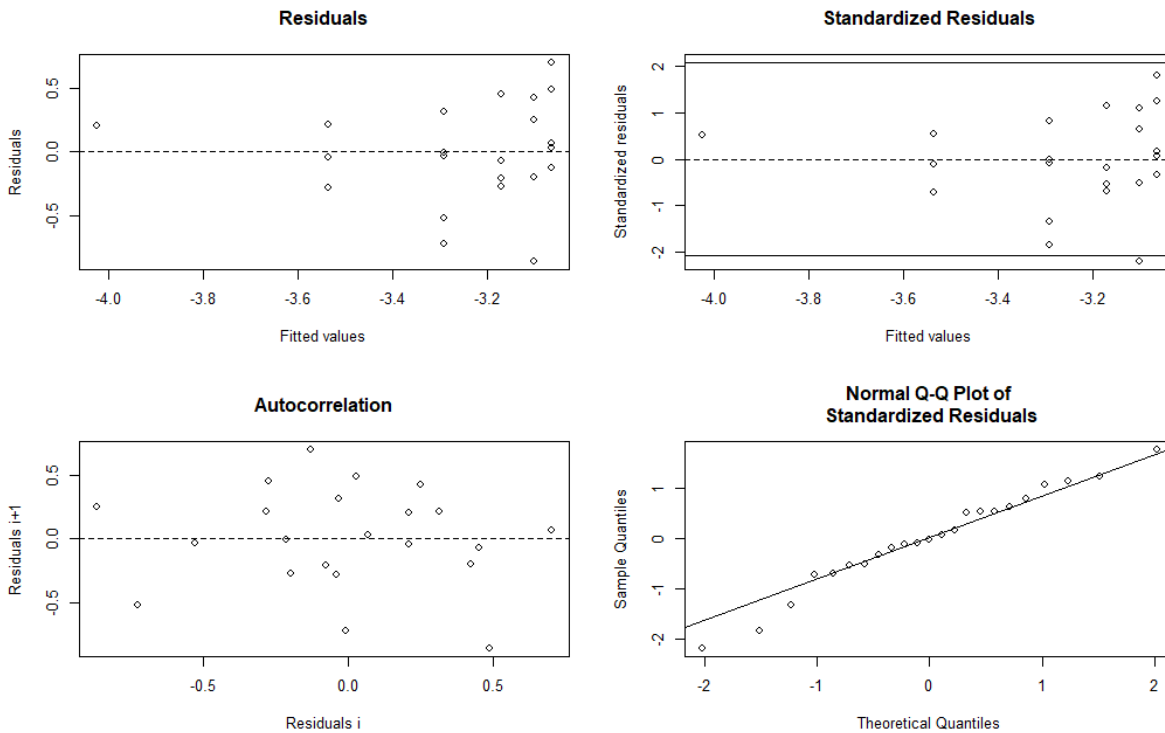 Residuals
Residuals
0.5
0.0
-0.5
-4.0 -3.8 -3.6 -3.4 -3.2
Fitted values
Standardized Residuals
Standardized residuals
2
1
0
-1
-2
-4.0 -3.8 -3.6 -3.4 -3.2
Fitted values
Autocorrelation
Residuals i+1
0.5
0.0
-0.5
-0.5 0.0 0.5
Residuals i
Normal Q-Q Plot of
Standardized Residuals
Sample Quantiles
1
0
-1
-2
-2 -1 0 1 2
Theoretical Quantiles